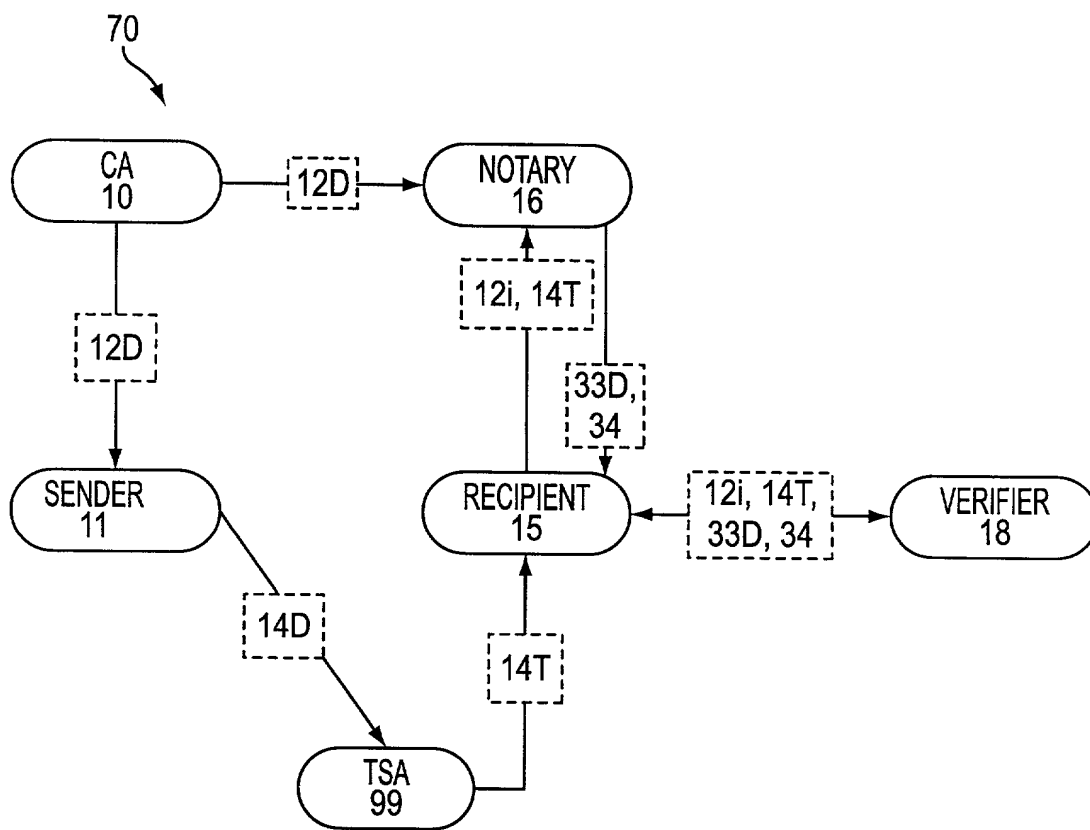 70
CA
10
12D
NOTARY
16
12i, 14T
12D
33D,
34
SENDER
11
RECIPIENT
15
12i, 14T,
33D, 34
VERIFIER
18
14D
14T
TSA
99